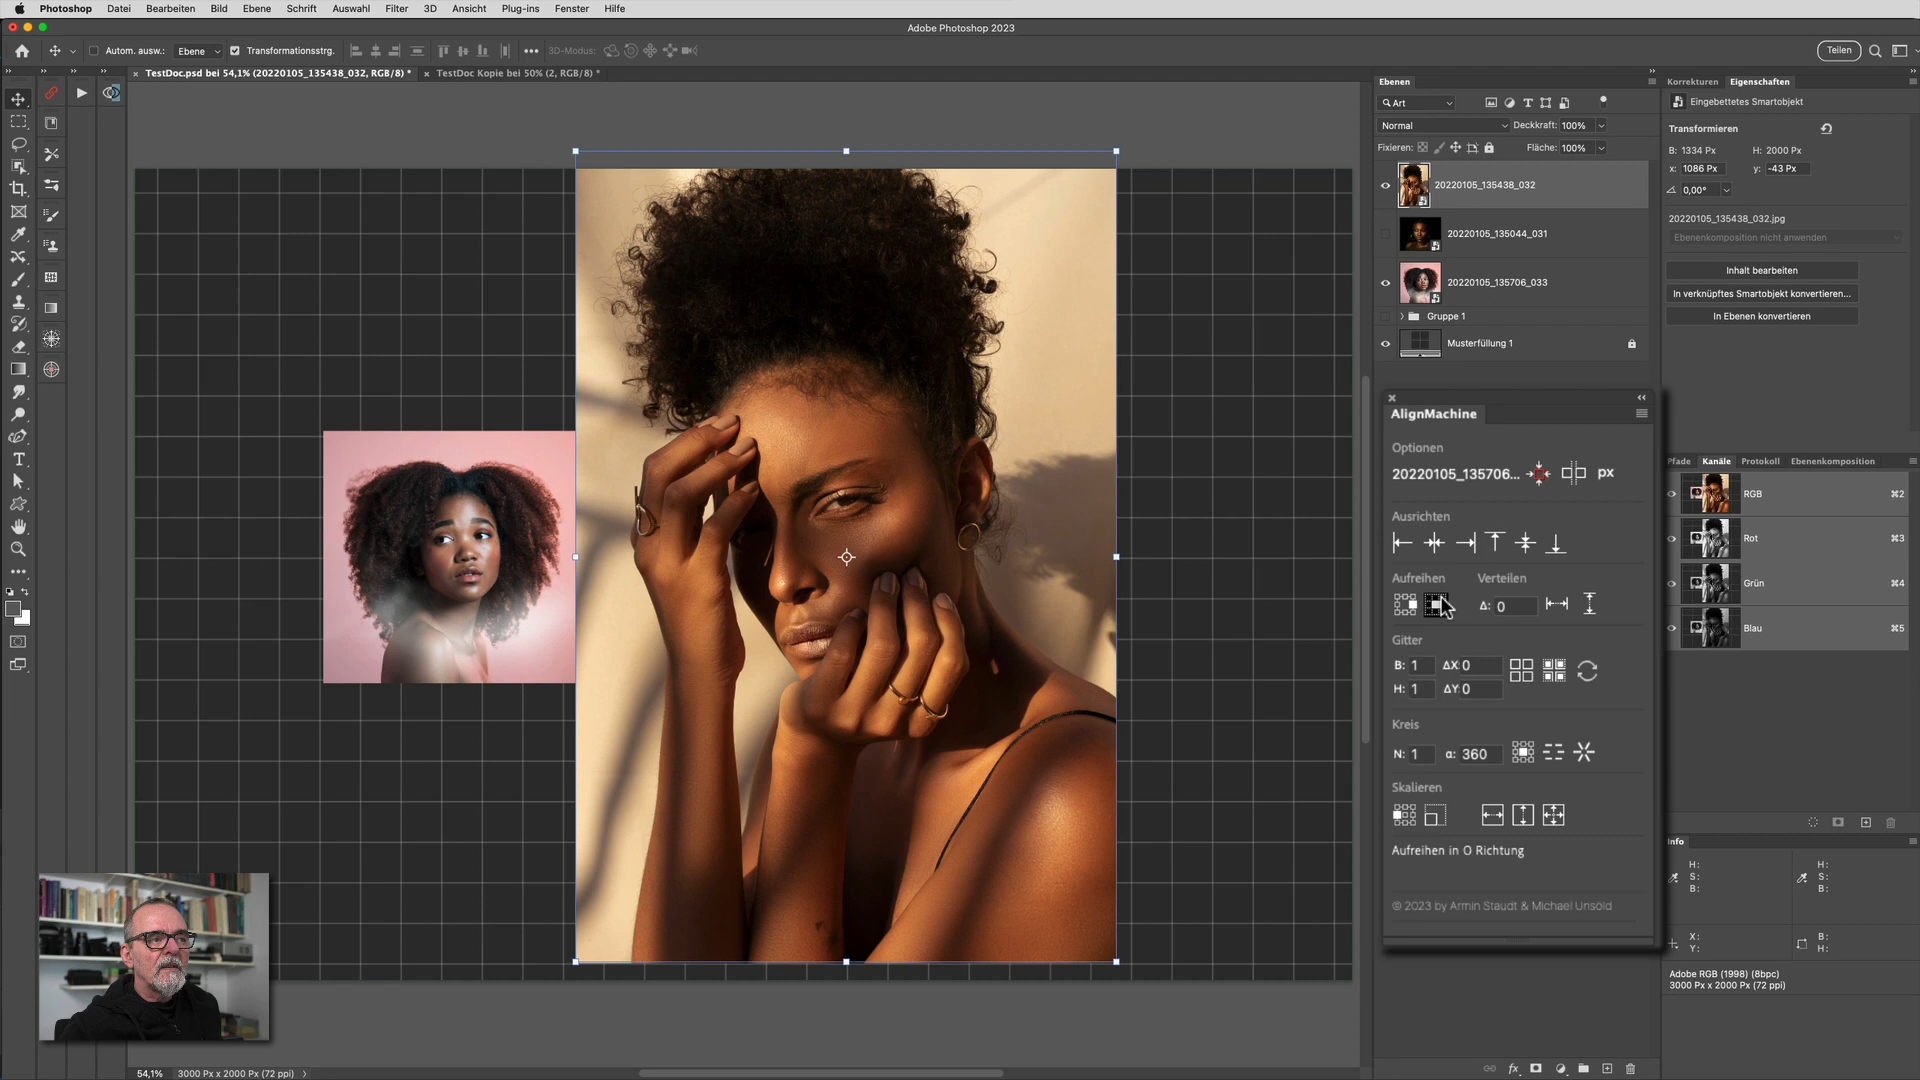 Photoshop Datei Bearbeiten Bild Ebene Schrift Auswahl Filter 3D Ansicht Plug-ins Fenster Hilfe
Adobe Photoshop 2023
Autom. ausw.: Ebene Transformationsstrg. 3D-Modus: Teilen
TestDoc.psd bei 54,1% (20220105_135438_032, RGB/8) * TestDoc Kopie bei 50% (2, RGB/8) *
Ebenen
Art
Normal Deckkraft: 100%
Fixieren: Fläche: 100%
20220105_135438_032
20220105_135044_031
20220105_135706_033
Gruppe 1
Musterfüllung 1
Korrekturen Eigenschaften
Eingebettetes Smartobjekt
Transformieren
B: 1334 Px H: 2000 Px
x: 1086 Px y: -43 Px
0,00°
20220105_135438_032.jpg
Ebenenkomposition nicht anwenden
Inhalt bearbeiten
In verknüpftes Smartobjekt konvertieren...
In Ebenen konvertieren
AlignMachine
Optionen
20220105_135706... px
Ausrichten
Aufreihen Verteilen
Δ: 0
Gitter
B: 1 ΔX: 0
H: 1 ΔY: 0
Kreis
N: 1 α: 360
Skalieren
Aufreihen in O Richtung
© 2023 by Armin Staudt & Michael Unsöld
Pfade Kanäle Protokoll Ebenenkomposition
RGB ⌘2
Rot ⌘3
Grün ⌘4
Blau ⌘5
Info
H: H:
S: S:
B: B:
X: B:
Y: H:
Adobe RGB (1998) (8bpc)
3000 Px x 2000 Px (72 ppi)
54,1% 3000 Px x 2000 Px (72 ppi)